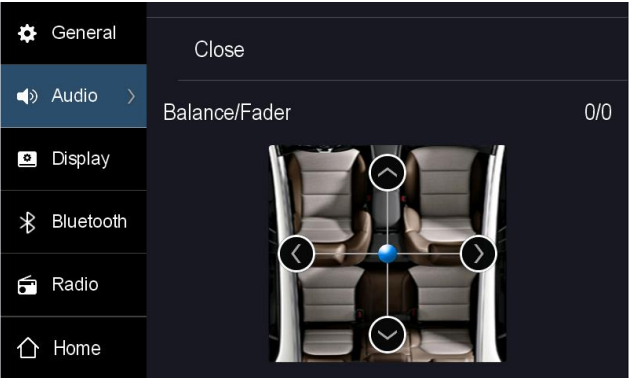 General
Audio
Display
Bluetooth
Radio
Home
Close
Balance/Fader 0/0